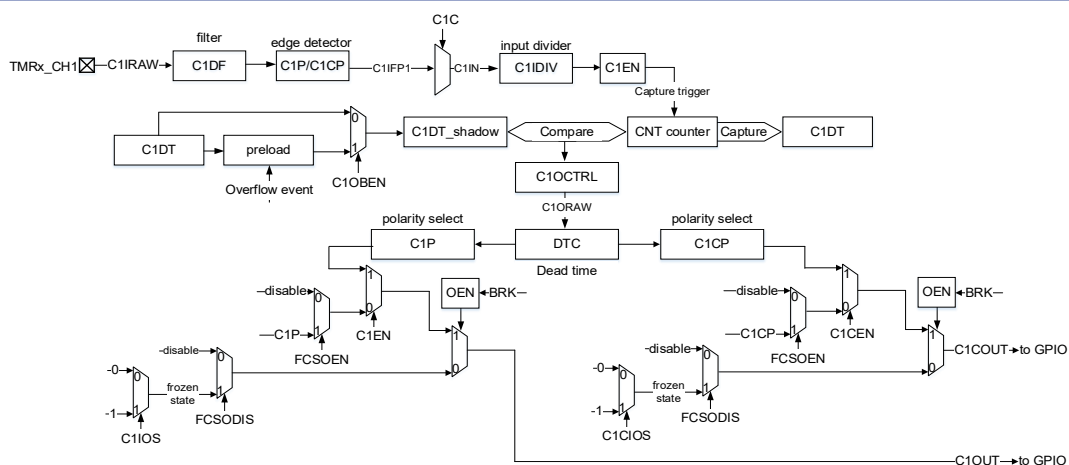 C1C
filter
edge detector
input divider
TMRx_CH1
C1IRAW
C1DF
C1P/C1CP
C1IFP1
C1IN
C1IDIV
C1EN
Capture trigger
C1DT
preload
0
1
C1OBEN
C1DT_shadow
Compare
CNT counter
Capture
C1DT
Overflow event
C1OCTRL
C1ORAW
polarity select
C1P
DTC
Dead time
polarity select
C1CP
disable
0
C1P
1
FCSOEN
1
0
C1EN
OEN
BRK
1
0
disable
0
1
FCSODIS
-0
0
-1
1
C1IOS
frozen
state
disable
0
C1CP
1
FCSOEN
1
0
C1CEN
OEN
BRK
1
0
C1COUT
to GPIO
disable
0
1
FCSODIS
-0
0
-1
1
C1CIOS
frozen
state
C1OUT
to GPIO